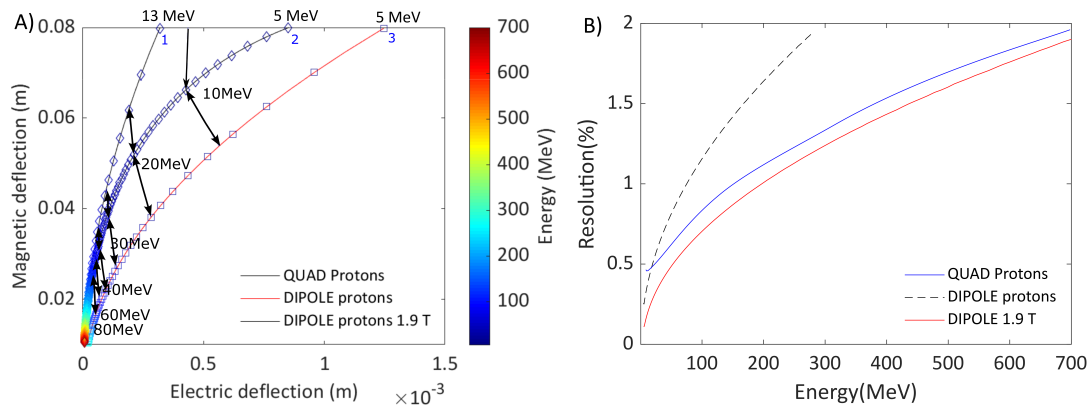 A)
13 MeV
5 MeV
5 MeV
1
2
3
0.08
0.06
0.04
0.02
Magnetic deflection (m)
10MeV
20MeV
30MeV
40MeV
60MeV
80MeV
QUAD Protons
DIPOLE protons
DIPOLE protons 1.9 T
0
0.5
1
1.5
Electric deflection (m)
×10⁻³
700
600
500
400
300
200
100
Energy (MeV)
B)
2
1.5
1
0.5
0
Resolution(%)
QUAD Protons
DIPOLE protons
DIPOLE 1.9 T
100
200
300
400
500
600
700
Energy(MeV)